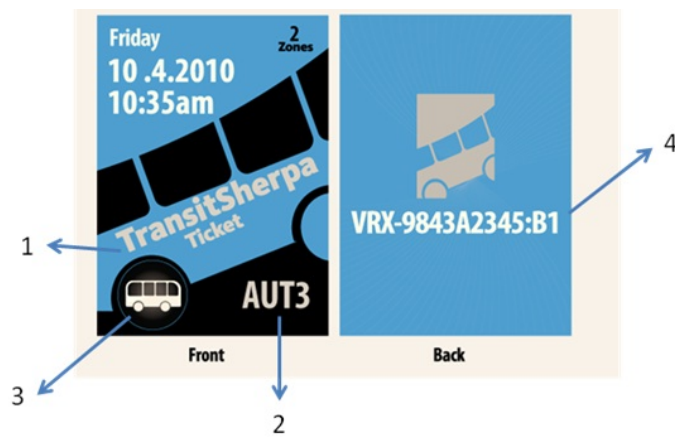 Friday
2
Zones
10 .4.2010
10:35am
TransitSherpa
Ticket
AUT3
VRX-9843A2345:B1
Front
Back
1
2
3
4